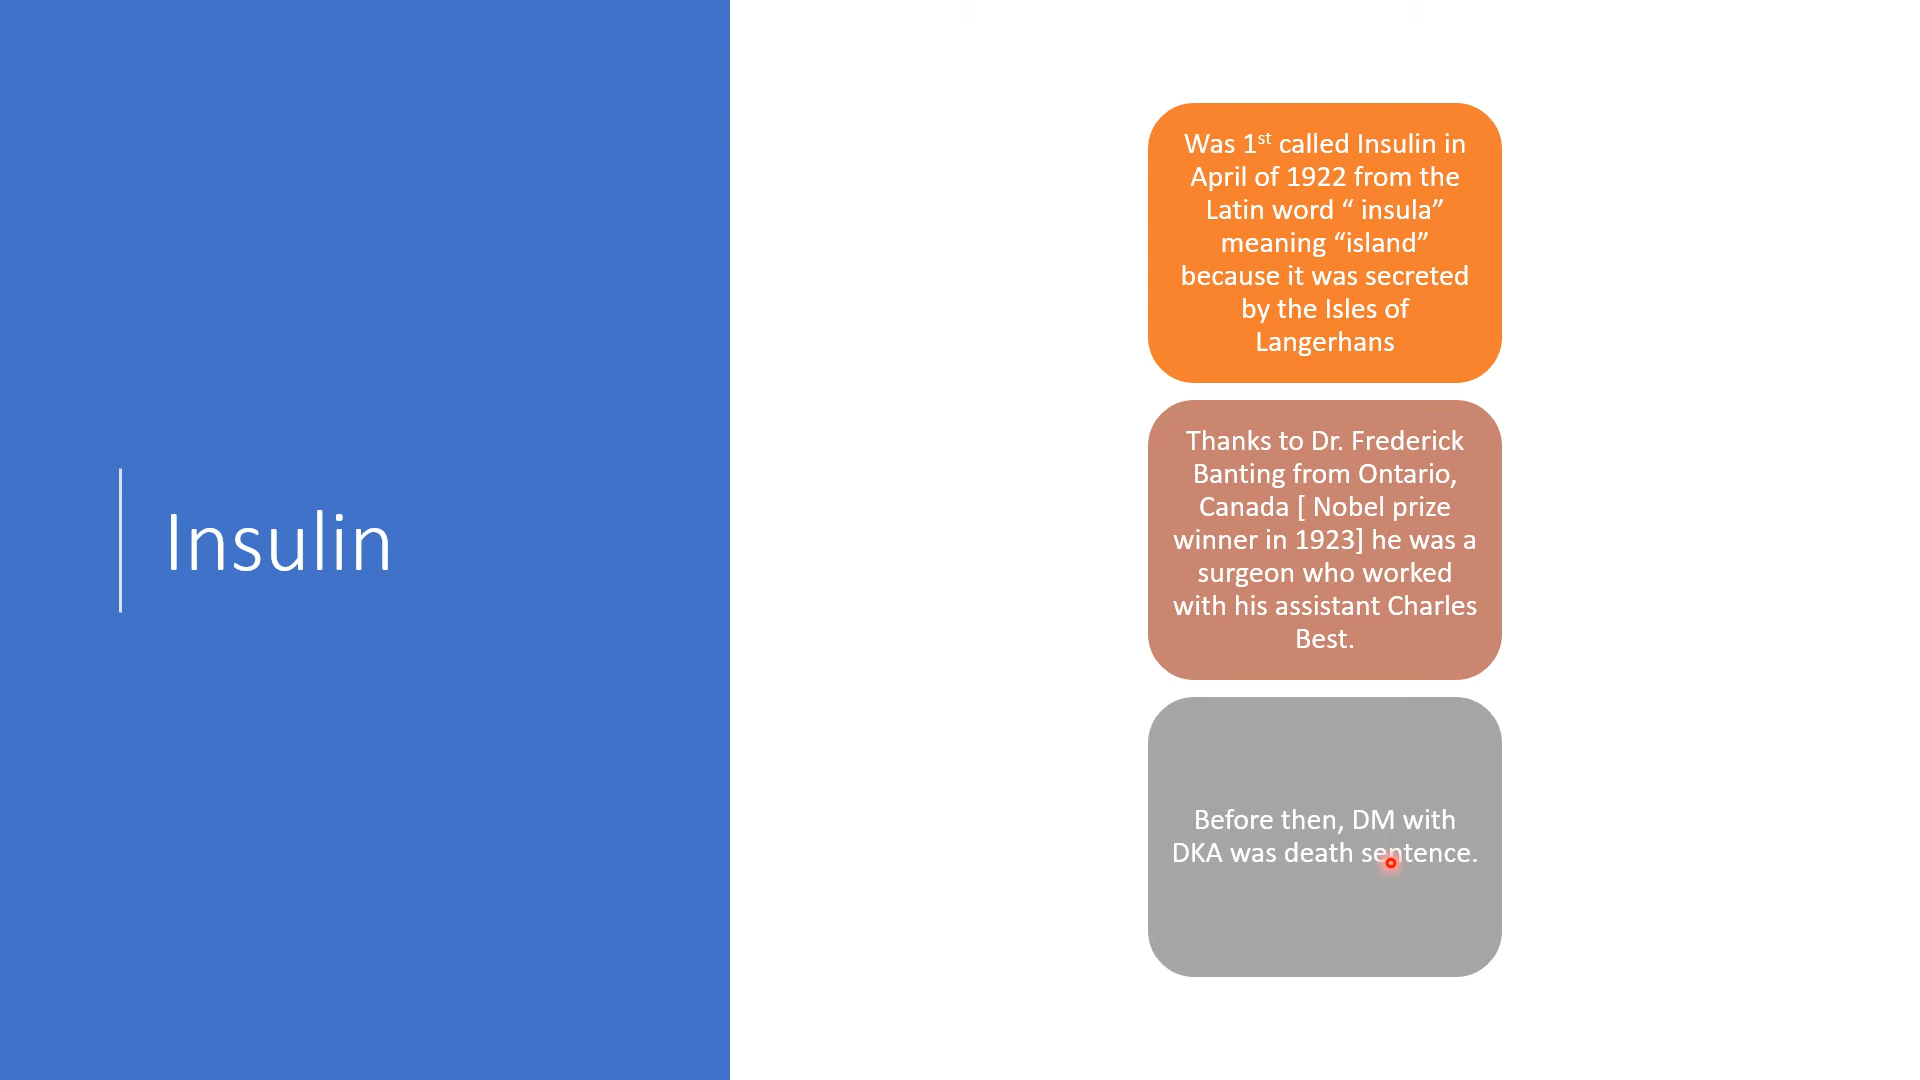 Insulin
Was 1st called Insulin in
April of 1922 from the
Latin word “ insula”
meaning “island”
because it was secreted
by the Isles of
Langerhans
Thanks to Dr. Frederick
Banting from Ontario,
Canada [ Nobel prize
winner in 1923] he was a
surgeon who worked
with his assistant Charles
Best.
Before then, DM with
DKA was death sentence.